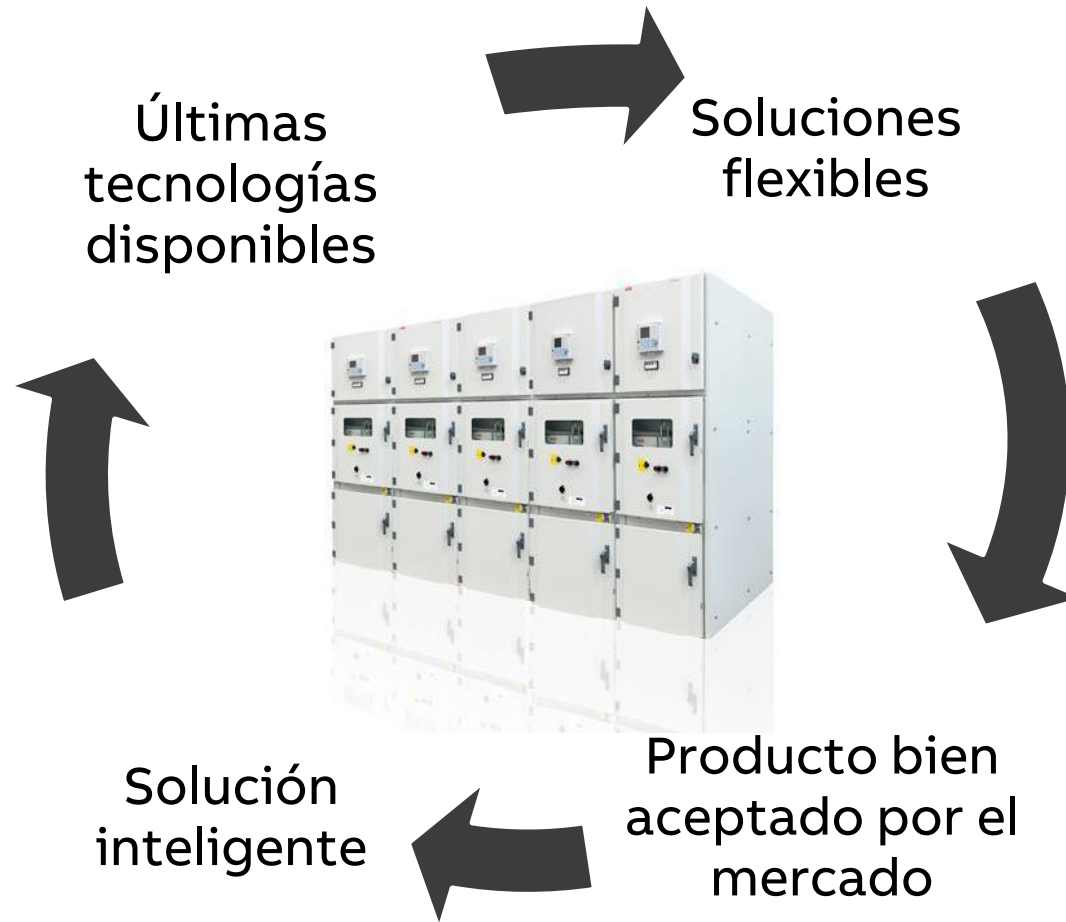 Últimas
tecnologías
disponibles
Soluciones
flexibles
Producto bien
aceptado por el
mercado
Solución
inteligente